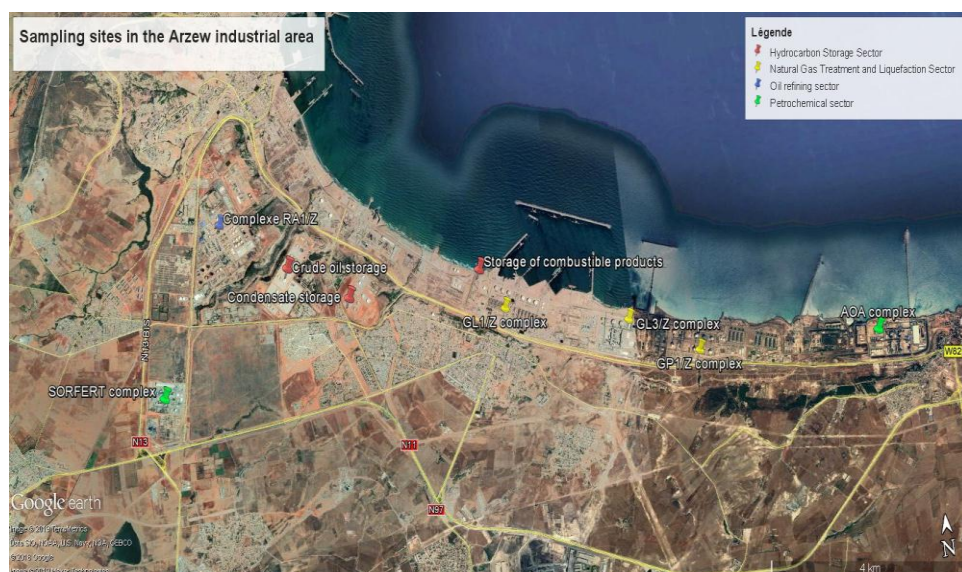 Sampling sites in the Arzew industrial area
Légende
Hydrocarbon Storage Sector
Natural Gas Treatment and Liquefaction Sector
Oil refining sector
Petrochemical sector
Complexe RA1/Z
Crude oil storage
Storage of combustible products
Condensate storage
GL1/Z complex
GL3/Z complex
AOA complex
GP1/Z complex
W82
SORFERT complex
N13
N11
N97
Google earth
© 2018 Google
N
4 km